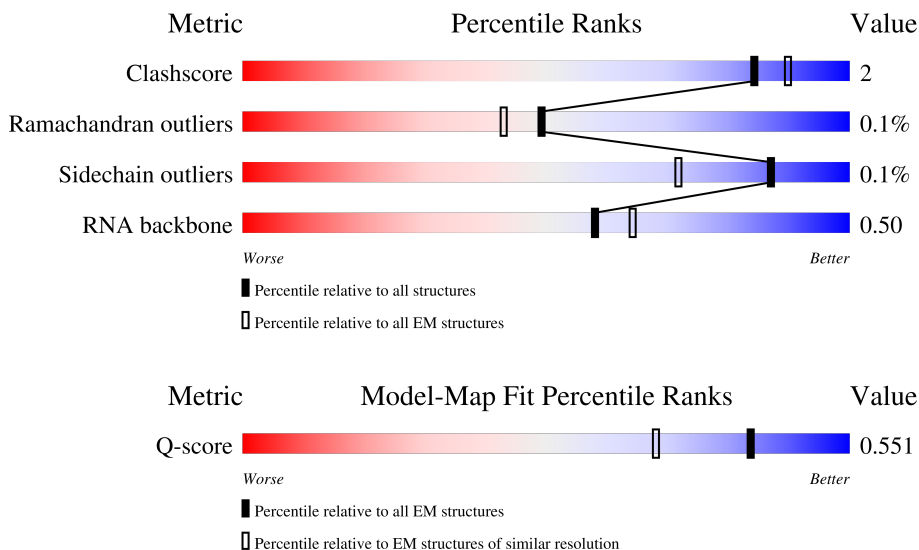 Metric Percentile Ranks Value
Clashscore 2
Ramachandran outliers 0.1%
Sidechain outliers 0.1%
RNA backbone 0.50
Worse Better
Percentile relative to all structures
Percentile relative to all EM structures
Metric Model-Map Fit Percentile Ranks Value
Q-score 0.551
Worse Better
Percentile relative to all EM structures
Percentile relative to EM structures of similar resolution